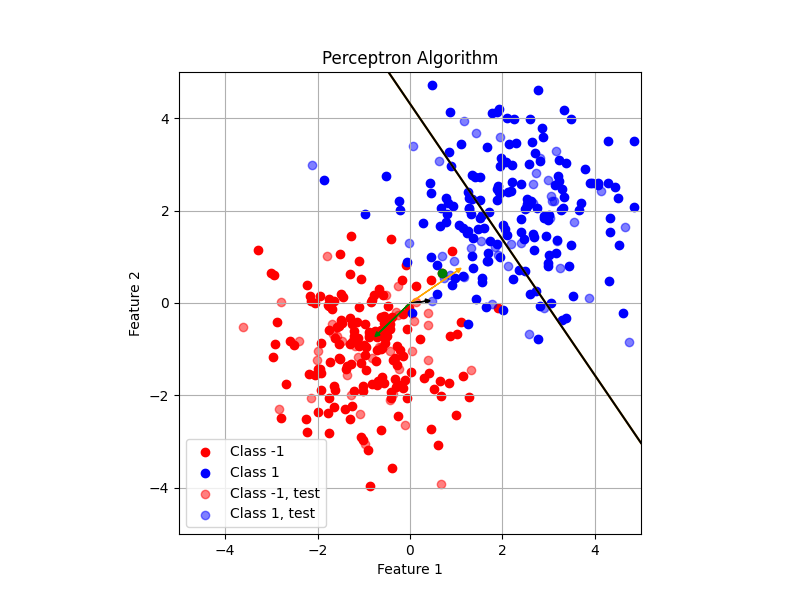 Perceptron Algorithm
Feature 2
4
2
0
−2
−4
Class -1
Class 1
Class -1, test
Class 1, test
−4 −2 0 2 4
Feature 1